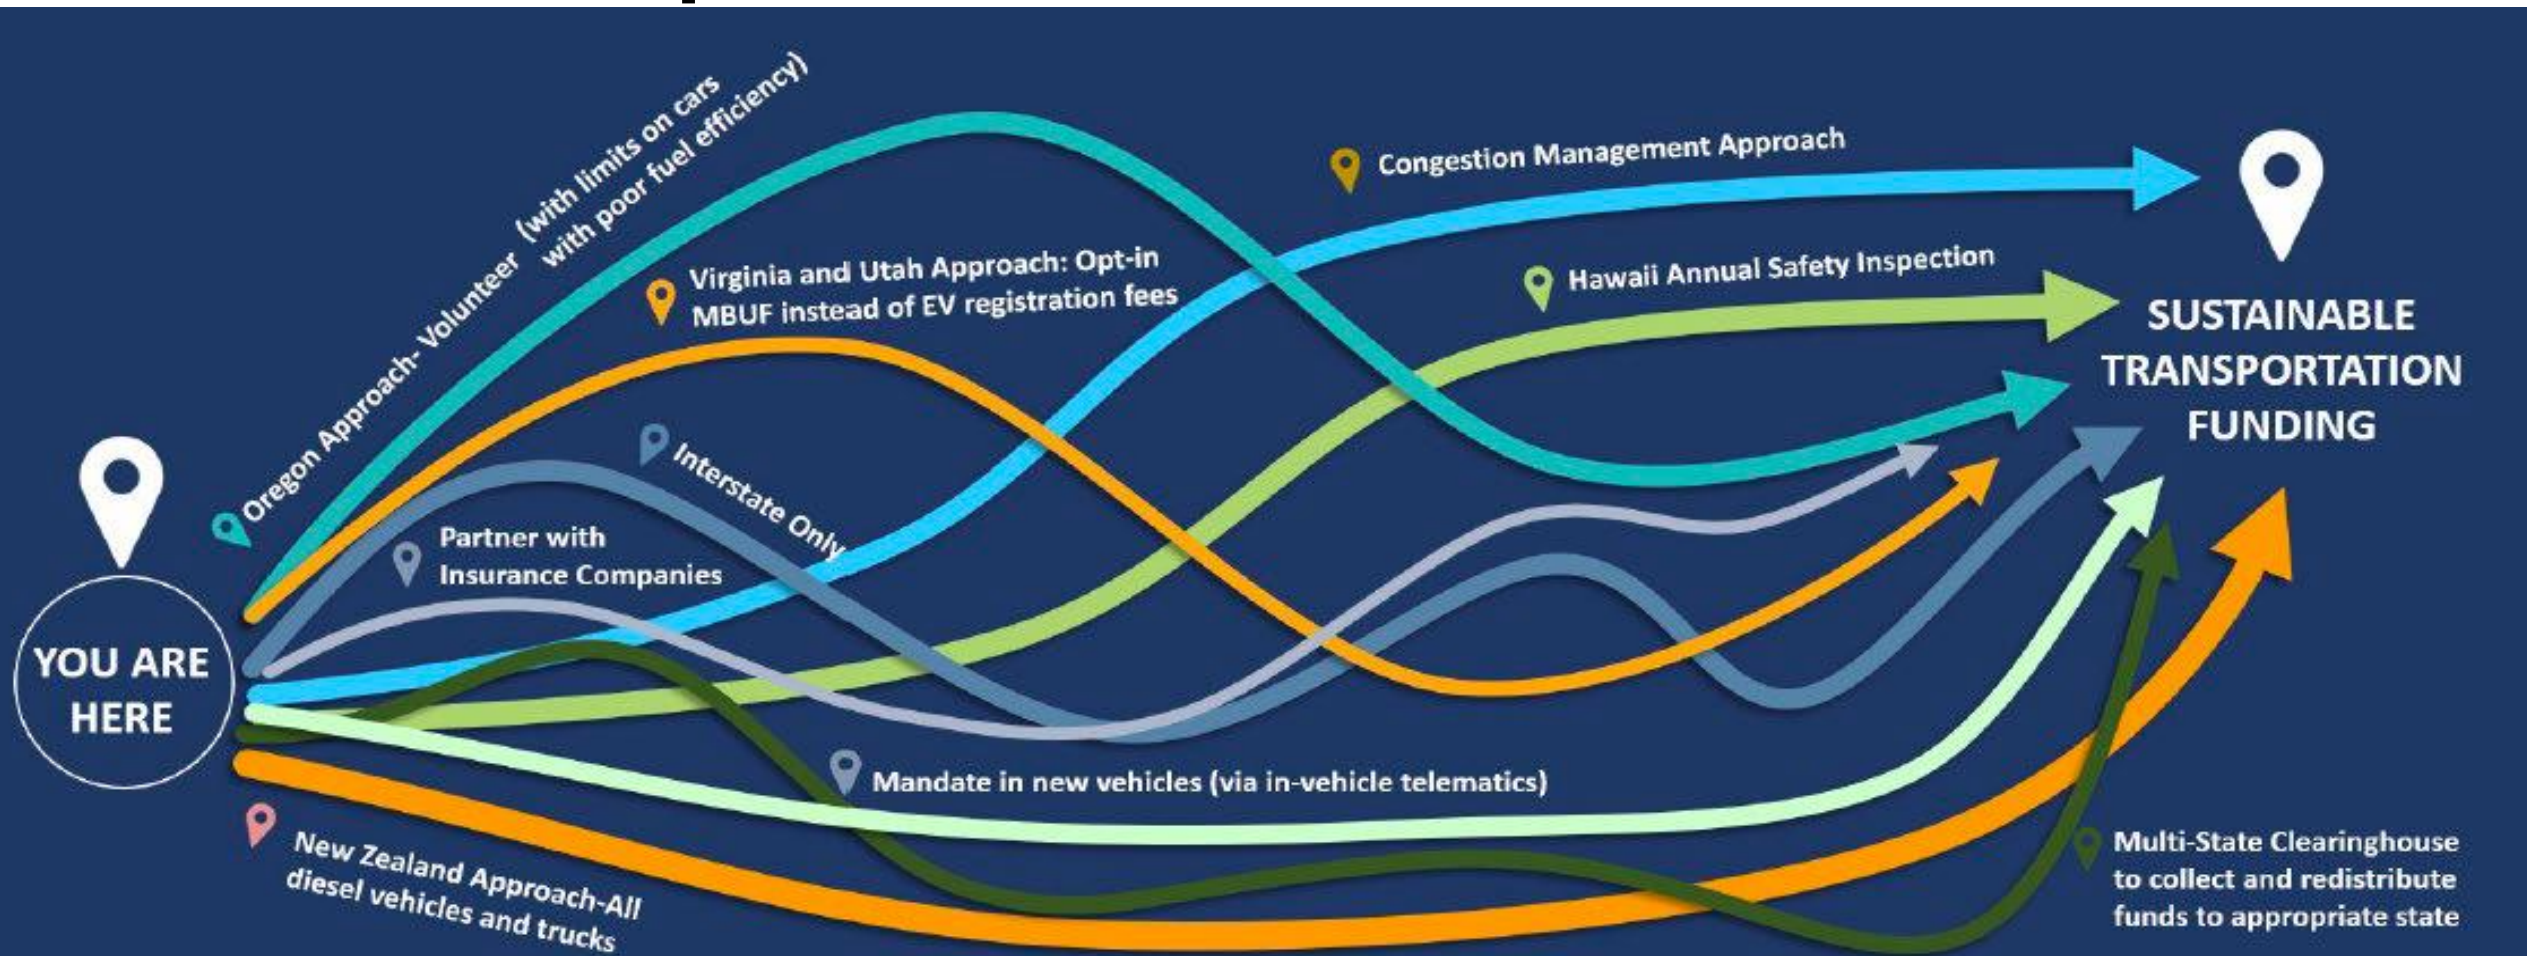 Oregon Approach- Volunteer (with limits on cars
with poor fuel efficiency)
Congestion Management Approach
Virginia and Utah Approach: Opt-in
MBUF instead of EV registration fees
Hawaii Annual Safety Inspection
SUSTAINABLE
TRANSPORTATION
FUNDING
Interstate Only
Partner with
Insurance Companies
YOU ARE
HERE
Mandate in new vehicles (via in-vehicle telematics)
New Zealand Approach-All
diesel vehicles and trucks
Multi-State Clearinghouse
to collect and redistribute
funds to appropriate state